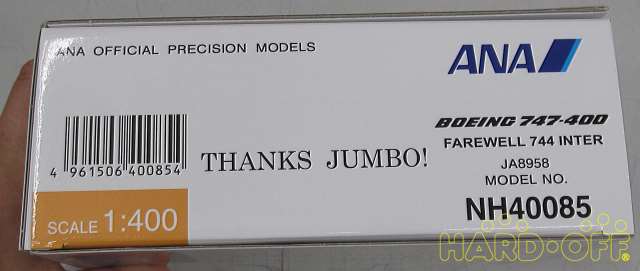 ANA OFFICIAL PRECISION MODELS
ANA
BOEING 747-400
FAREWELL 744 INTER
JA8958
MODEL NO.
NH40085
THANKS JUMBO!
4 961506 400854
SCALE 1:400
HARD-OFF